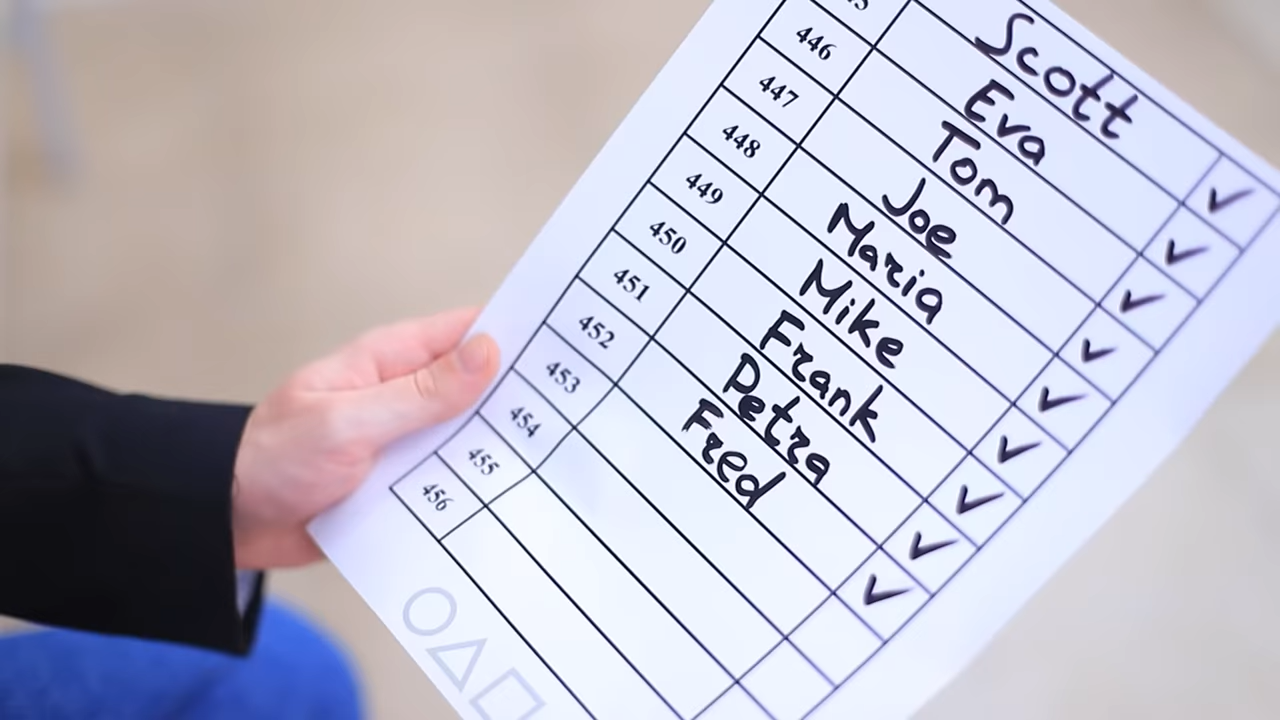 Scott ✓
Eva ✓
446 Tom ✓
447 Joe ✓
448 Maria ✓
449 Mike ✓
450 Frank ✓
451 Petra ✓
452 Fred ✓
453
454
455
456